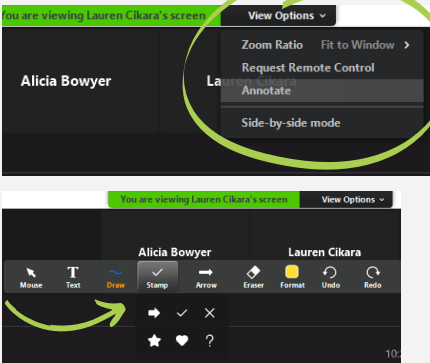 You are viewing Lauren Cikara's screen View Options
Zoom Ratio Fit to Window
Request Remote Control
Alicia Bowyer Lauren Cikara
Annotate
Side-by-side mode
You are viewing Lauren Cikara's screen View Options
Alicia Bowyer Lauren Cikara
Mouse Text Draw Stamp Arrow Eraser Format Undo Redo
?